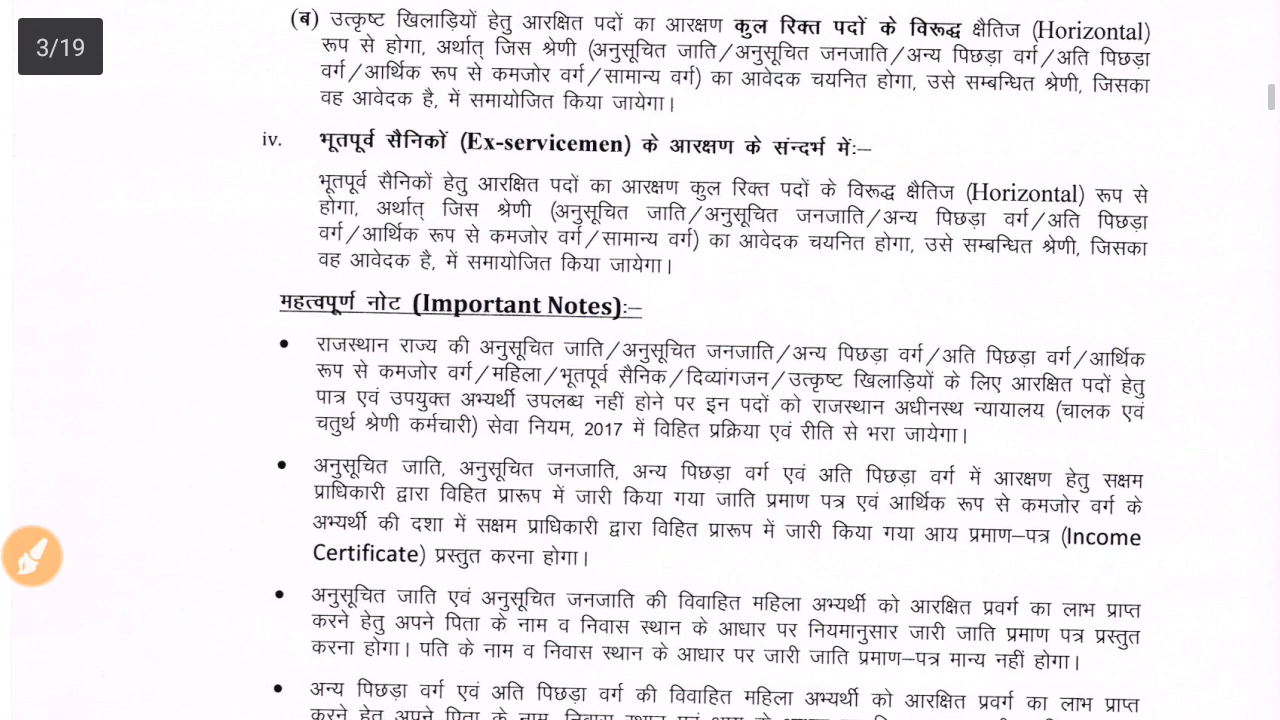 3/19
(ब) उत्कृष्ट खिलाड़ियों हेतु आरक्षित पदों का आरक्षण कुल रिक्त पदों के विरूद्ध क्षैतिज (Horizontal)
रूप से होगा, अर्थात् जिस श्रेणी (अनुसूचित जाति/अनुसूचित जनजाति/अन्य पिछड़ा वर्ग/अति पिछड़ा
वर्ग/आर्थिक रूप से कमजोर वर्ग/सामान्य वर्ग) का आवेदक चयनित होगा, उसे सम्बन्धित श्रेणी, जिसका
वह आवेदक है, में समायोजित किया जायेगा।
iv. भूतपूर्व सैनिकों (Ex-servicemen) के आरक्षण के संन्दर्भ में:–
भूतपूर्व सैनिकों हेतु आरक्षित पदों का आरक्षण कुल रिक्त पदों के विरूद्ध क्षैतिज (Horizontal) रूप से
होगा, अर्थात् जिस श्रेणी (अनुसूचित जाति/अनुसूचित जनजाति/अन्य पिछड़ा वर्ग/अति पिछड़ा
वर्ग/आर्थिक रूप से कमजोर वर्ग/सामान्य वर्ग) का आवेदक चयनित होगा, उसे सम्बन्धित श्रेणी, जिसका
वह आवेदक है, में समायोजित किया जायेगा।
महत्वपूर्ण नोट (Important Notes):–
• राजस्थान राज्य की अनुसूचित जाति/अनुसूचित जनजाति/अन्य पिछड़ा वर्ग/अति पिछड़ा वर्ग/आर्थिक
रूप से कमजोर वर्ग/महिला/भूतपूर्व सैनिक/दिव्यांगजन/उत्कृष्ट खिलाड़ियों के लिए आरक्षित पदों हेतु
पात्र एवं उपयुक्त अभ्यर्थी उपलब्ध नहीं होने पर इन पदों को राजस्थान अधीनस्थ न्यायालय (चालक एवं
चतुर्थ श्रेणी कर्मचारी) सेवा नियम, 2017 में विहित प्रक्रिया एवं रीति से भरा जायेगा।
• अनुसूचित जाति, अनुसूचित जनजाति, अन्य पिछड़ा वर्ग एवं अति पिछड़ा वर्ग में आरक्षण हेतु सक्षम
प्राधिकारी द्वारा विहित प्रारूप में जारी किया गया जाति प्रमाण पत्र एवं आर्थिक रूप से कमजोर वर्ग के
अभ्यर्थी की दशा में सक्षम प्राधिकारी द्वारा विहित प्रारूप में जारी किया गया आय प्रमाण–पत्र (Income
Certificate) प्रस्तुत करना होगा।
• अनुसूचित जाति एवं अनुसूचित जनजाति की विवाहित महिला अभ्यर्थी को आरक्षित प्रवर्ग का लाभ प्राप्त
करने हेतु अपने पिता के नाम व निवास स्थान के आधार पर नियमानुसार जारी जाति प्रमाण पत्र प्रस्तुत
करना होगा। पति के नाम व निवास स्थान के आधार पर जारी जाति प्रमाण–पत्र मान्य नहीं होगा।
• अन्य पिछड़ा वर्ग एवं अति पिछड़ा वर्ग की विवाहित महिला अभ्यर्थी को आरक्षित प्रवर्ग का लाभ प्राप्त
करने हेतु अपने पिता के नाम, निवास स्थान एवं आय के आधार पर